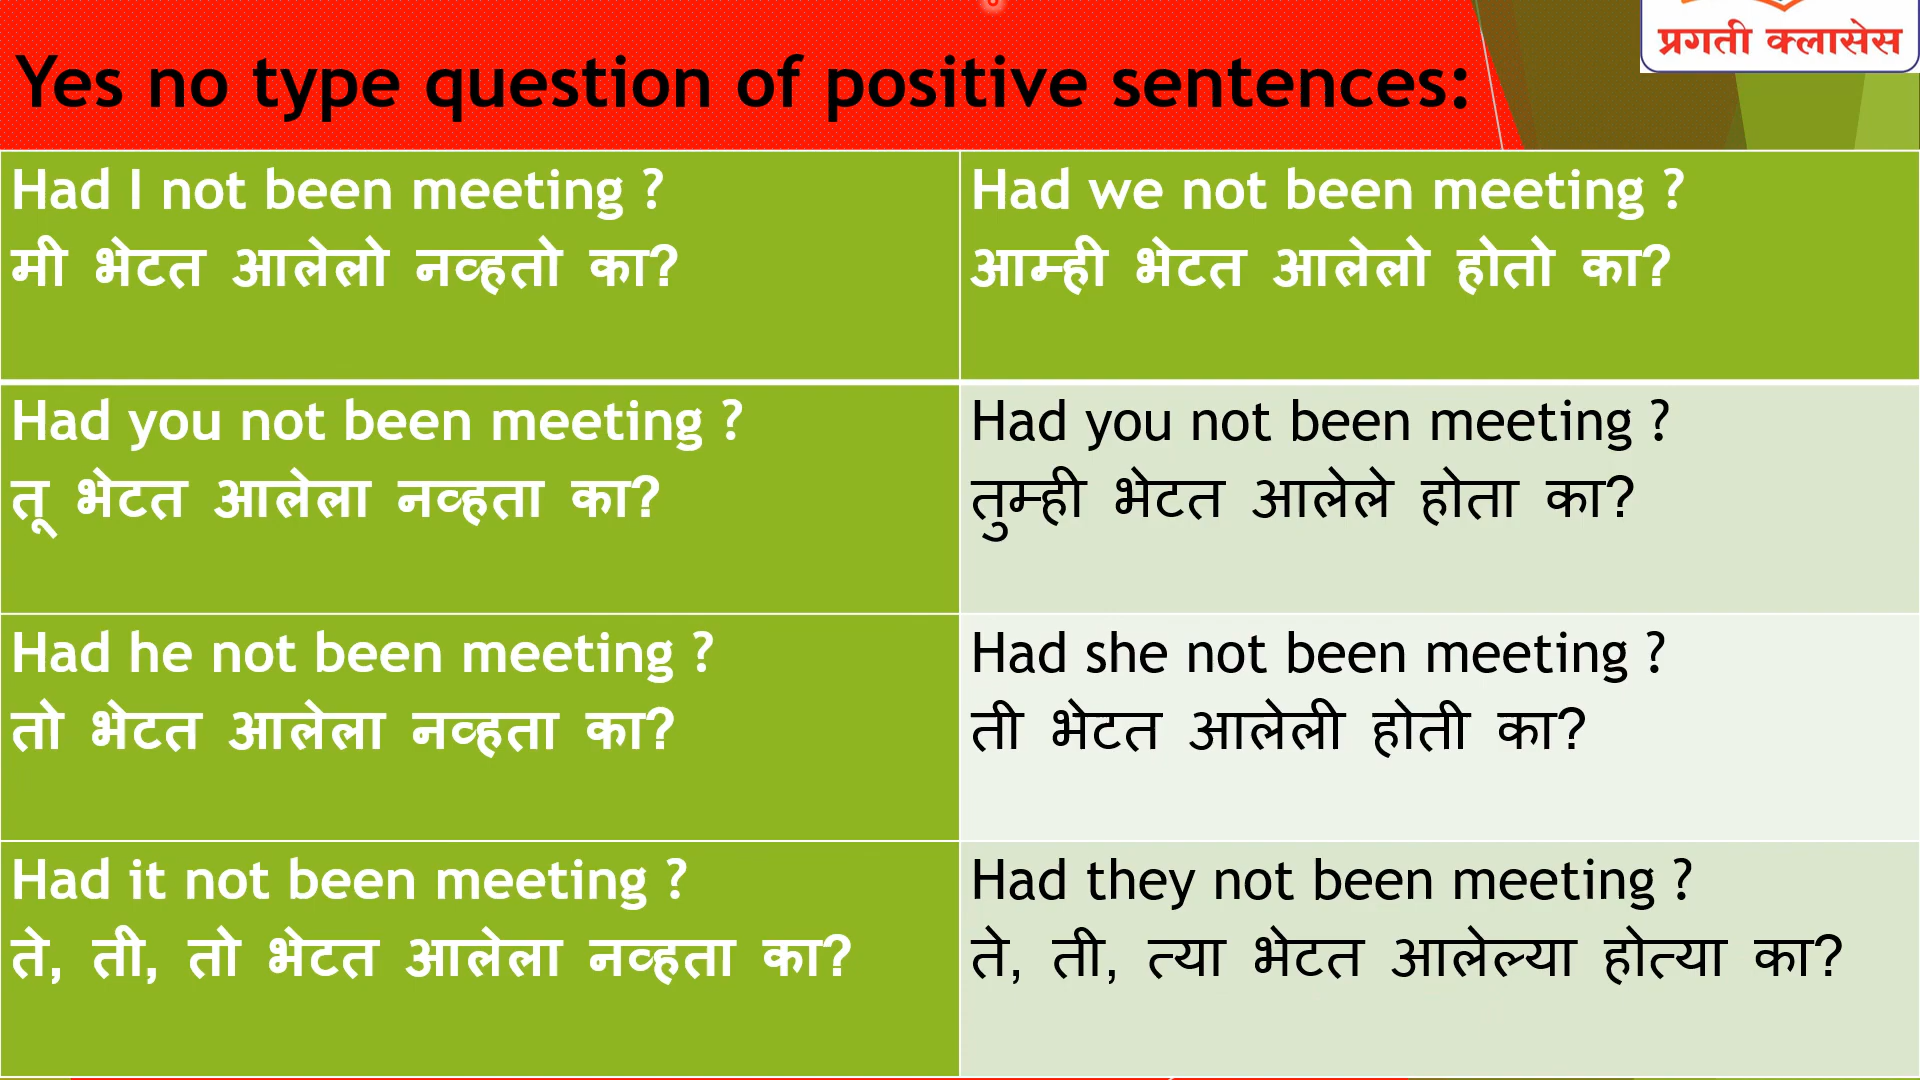 प्रगती क्लासेस
Yes no type question of positive sentences:
Had I not been meeting ?
मी भेटत आलेलो नव्हतो का?
Had we not been meeting ?
आम्ही भेटत आलेलो होतो का?
Had you not been meeting ?
तू भेटत आलेला नव्हता का?
Had you not been meeting ?
तुम्ही भेटत आलेले होता का?
Had he not been meeting ?
तो भेटत आलेला नव्हता का?
Had she not been meeting ?
ती भेटत आलेली होती का?
Had it not been meeting ?
ते, ती, तो भेटत आलेला नव्हता का?
Had they not been meeting ?
ते, ती, त्या भेटत आलेल्या होत्या का?